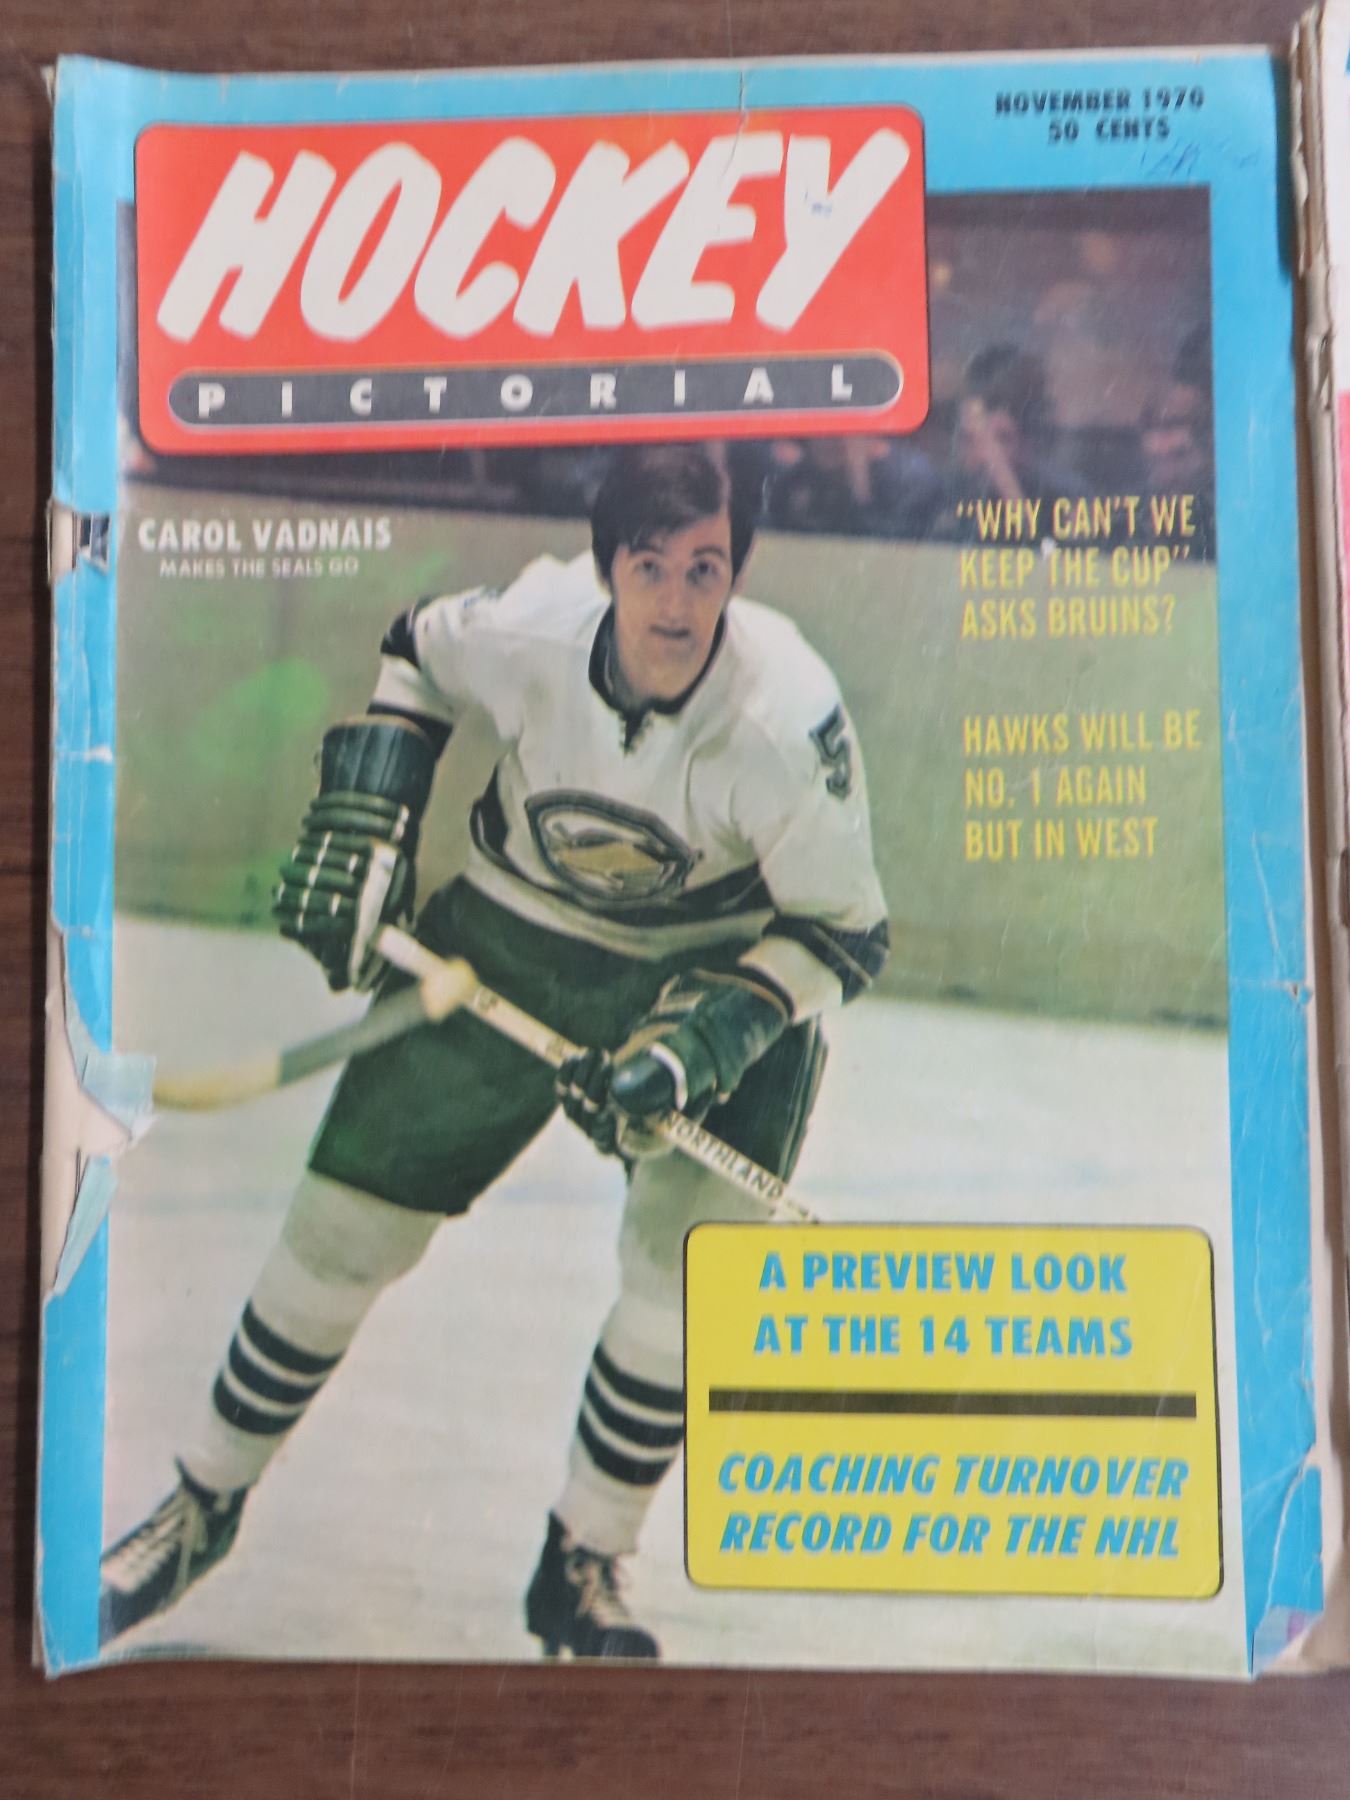 NOVEMBER 1970
50 CENTS
HOCKEY
PICTORIAL
CAROL VADNAIS
MAKES THE SEALS GO
"WHY CAN'T WE
KEEP THE CUP"
ASKS BRUINS?
HAWKS WILL BE
NO. 1 AGAIN
BUT IN WEST
5
NORTHLAND
A PREVIEW LOOK
AT THE 14 TEAMS
COACHING TURNOVER
RECORD FOR THE NHL